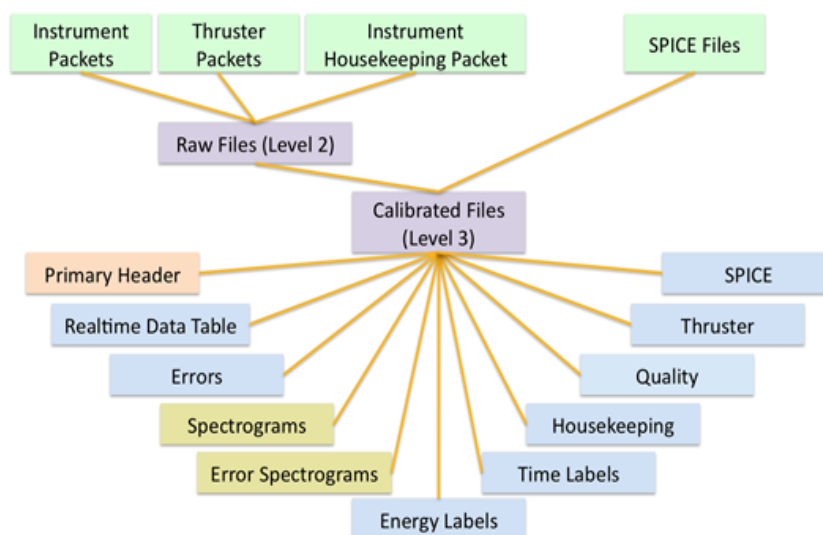 Instrument
Packets
Thruster
Packets
Instrument
Housekeeping Packet
SPICE Files
Raw Files (Level 2)
Calibrated Files
(Level 3)
Primary Header
SPICE
Realtime Data Table
Thruster
Errors
Quality
Spectrograms
Housekeeping
Error Spectrograms
Time Labels
Energy Labels